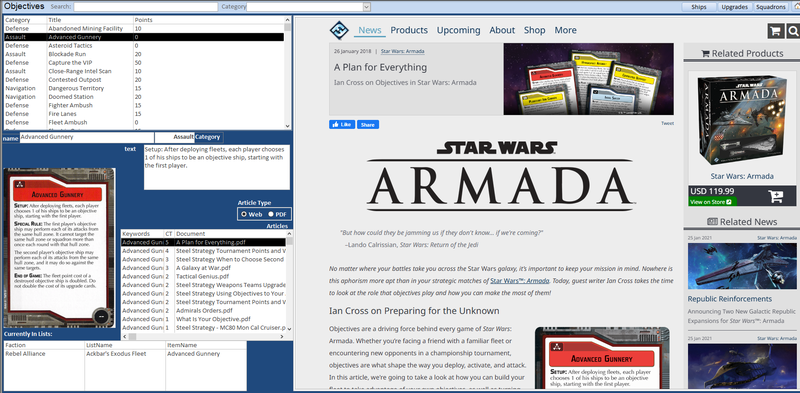 Objectives
Search:
Category
Ships
Upgrades
Squadrons
Category Title Points
Defense Abandoned Mining Facility 10
Assault Advanced Gunnery 0
Defense Asteroid Tactics 0
Assault Blockade Run 20
Defense Capture the VIP 50
Assault Close-Range Intel Scan 10
Defense Contested Outpost 20
Navigation Dangerous Territory 15
Navigation Doomed Station 20
Defense Fighter Ambush 15
Defense Fire Lanes 15
Assault Fleet Ambush 0
name Advanced Gunnery
Assault Category
text
Setup: After deploying fleets, each player chooses
1 of his ships to be an objective ship, starting with
the first player.
ADVANCED GUNNERY
SETUP: After deploying fleets, each player
chooses 1 of his ships to be an objective
ship, starting with the first player.
SPECIAL RULE: The first player's objective
ship may perform each of its attacks from
the same hull zone. It cannot target the
same hull zone or squadron more than
once each round with that hull zone.
The second player's objective ship may
perform each of its attacks from the
same hull zone, and it may do so against the
same targets.
END OF GAME: The fleet point cost of a
destroyed objective ship is doubled. Do
not double the cost of its upgrade cards.
Article Type
Web PDF
Articles
Keywords CT Document
Advanced Gun 5 A Plan for Everything.pdf
Advanced Gun 4 Steel Strategy Tournament Points and V
Advanced Gun 3 Steel Strategy When to Choose Second
Advanced Gun 3 A Galaxy at War.pdf
Advanced Gun 2 Tactical Genius.pdf
Advanced Gun 2 Steel Strategy Weapons Team Upgrade
Advanced Gun 2 Steel Strategy Using Objectives to Your
Advanced Gun 2 Steel Strategy Tournament Points and V
Advanced Gun 2 Admirals Orders.pdf
Advanced Gun 1 What is Your Objective.pdf
Advanced Gun 1 Steel Strategy - MC80 Mon Cal Cruiser.p
Currently In Lists:
Faction ListName ItemName
Rebel Alliance Ackbar's Exodus Fleet Advanced Gunnery
News Products Upcoming About Shop More
26 January 2018 | Star Wars: Armada
A Plan for Everything
Ian Cross on Objectives in Star Wars: Armada
Like
Share
Tweet
STAR WARS
ARMADA
"But how could they be jamming us if they don't know... if we're coming?"
–Lando Calrissian, Star Wars: Return of the Jedi
No matter where your battles take you across the Star Wars galaxy, it's important to keep your mission in mind. Nowhere is
this aphorism more apt than in your strategic matches of Star Wars™: Armada. Today, guest writer Ian Cross takes the time
to look at the role that objectives play and how you can make the most of them!
Ian Cross on Preparing for the Unknown
Objectives are a driving force behind every game of Star Wars:
Armada. Whether you're facing a friend with a familiar fleet or
encountering new opponents in a championship tournament,
objectives are what shape the way you deploy, activate, and attack.
In this article, we're going to take a look at how you can build your
ADVANCED GUNNERY
SETUP: After deploying fleets, each player
chooses 1 of his ships to be an objective
ship, starting with the first player.
Related Products
STAR WARS
ARMADA
Star Wars: Armada
USD 119.99
View on Store
Related News
25 Jan 2021 Star Wars: Armada
Republic Reinforcements
Announcing Two New Galactic Republic
Expansions for Star Wars™: Armada
25 Jan 2021 Star Wars: Armada